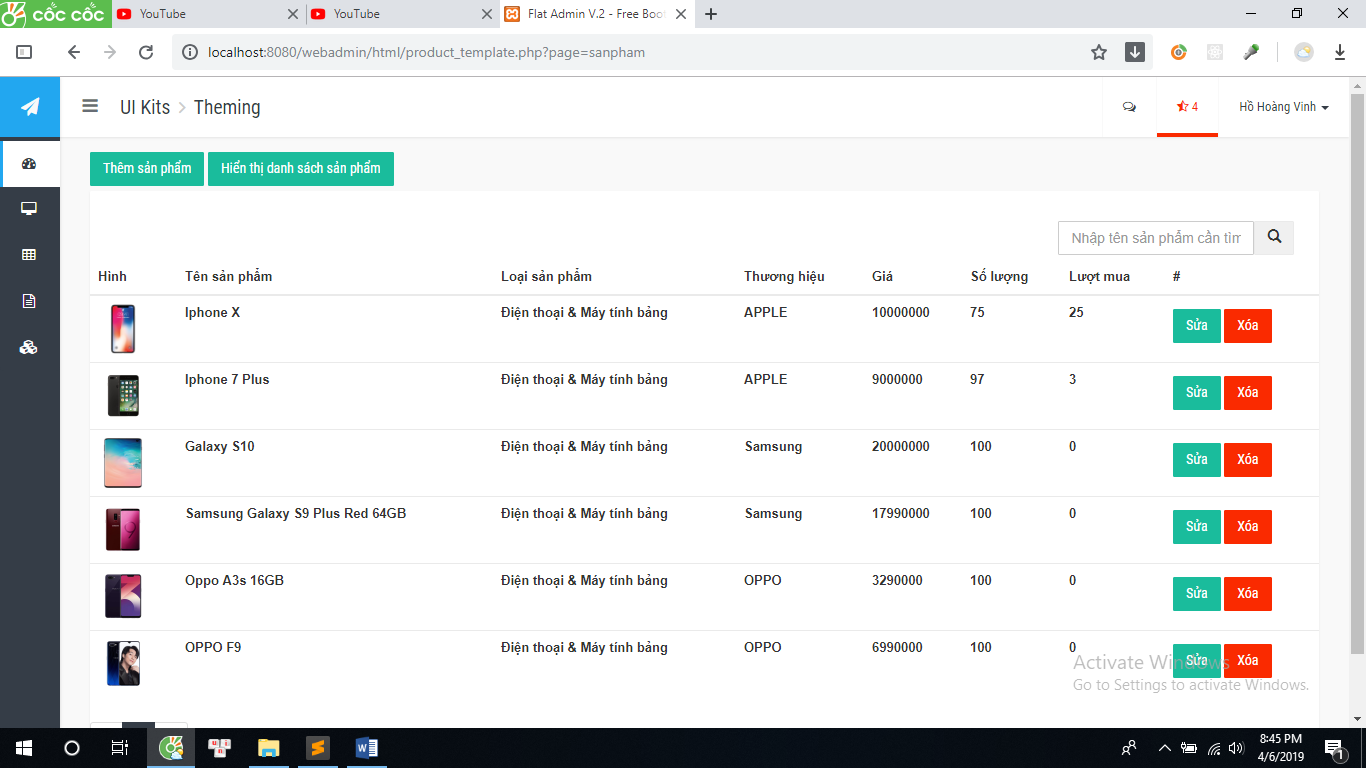 CỐC CỐC YouTube YouTube Flat Admin V.2 - Free Boot
localhost:8080/webadmin/html/product_template.php?page=sanpham
UI Kits > Theming 4 Hồ Hoàng Vinh
Thêm sản phẩm Hiển thị danh sách sản phẩm
Nhập tên sản phẩm cần tìm
Hình Tên sản phẩm Loại sản phẩm Thương hiệu Giá Số lượng Lượt mua #
Iphone X Điện thoại & Máy tính bảng APPLE 10000000 75 25 Sửa Xóa
Iphone 7 Plus Điện thoại & Máy tính bảng APPLE 9000000 97 3 Sửa Xóa
Galaxy S10 Điện thoại & Máy tính bảng Samsung 20000000 100 0 Sửa Xóa
Samsung Galaxy S9 Plus Red 64GB Điện thoại & Máy tính bảng Samsung 17990000 100 0 Sửa Xóa
Oppo A3s 16GB Điện thoại & Máy tính bảng OPPO 3290000 100 0 Sửa Xóa
OPPO F9 Điện thoại & Máy tính bảng OPPO 6990000 100 0 Sửa Xóa
Activate Windows
Go to Settings to activate Windows.
8:45 PM
4/6/2019
1